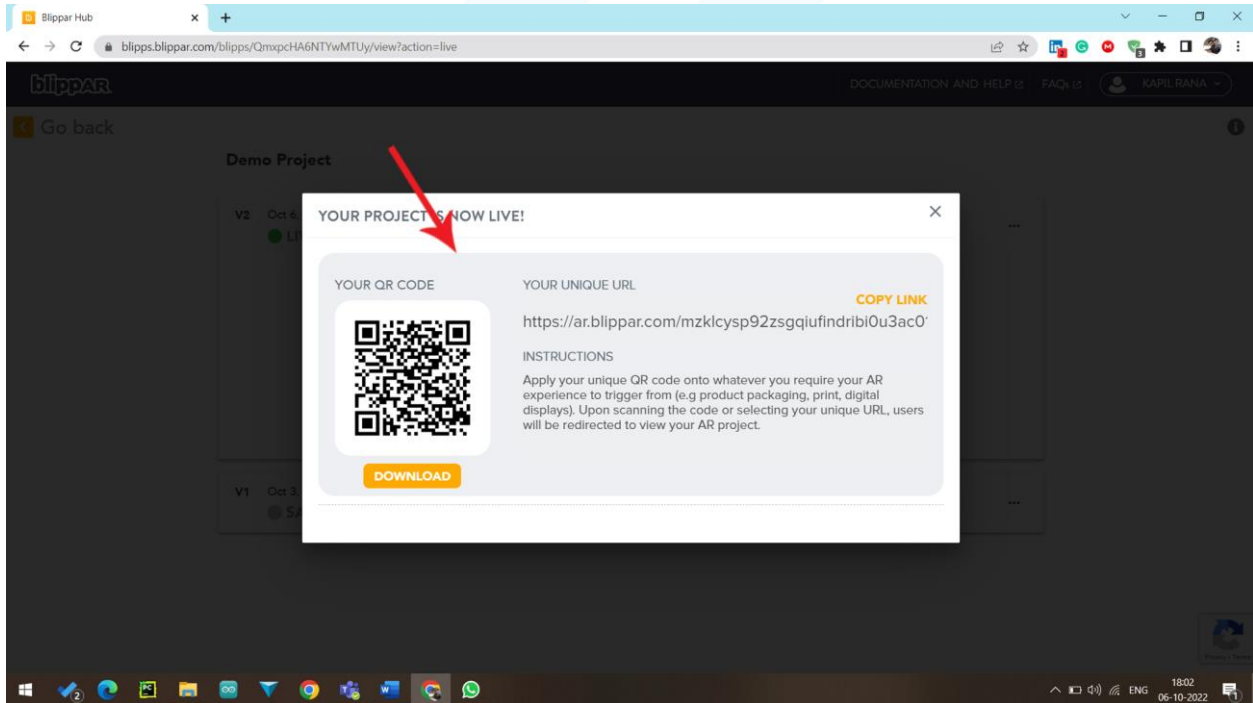 Blippar Hub
blipps.blippar.com/blipps/QmxpcHA6NTYwMTUy/view?action=live
blippar
DOCUMENTATION AND HELP
FAQs
KAPIL RANA
Go back
Demo Project
V2 Oct 6,
YOUR PROJECT IS NOW LIVE!
YOUR QR CODE
YOUR UNIQUE URL
COPY LINK
https://ar.blippar.com/mzklcysp92zsgqiufindribi0u3ac0
INSTRUCTIONS
Apply your unique QR code onto whatever you require your AR
experience to trigger from (e.g product packaging, print, digital
displays). Upon scanning the code or selecting your unique URL, users
will be redirected to view your AR project.
DOWNLOAD
V1 Oct 3,
ENG
18:02
06-10-2022